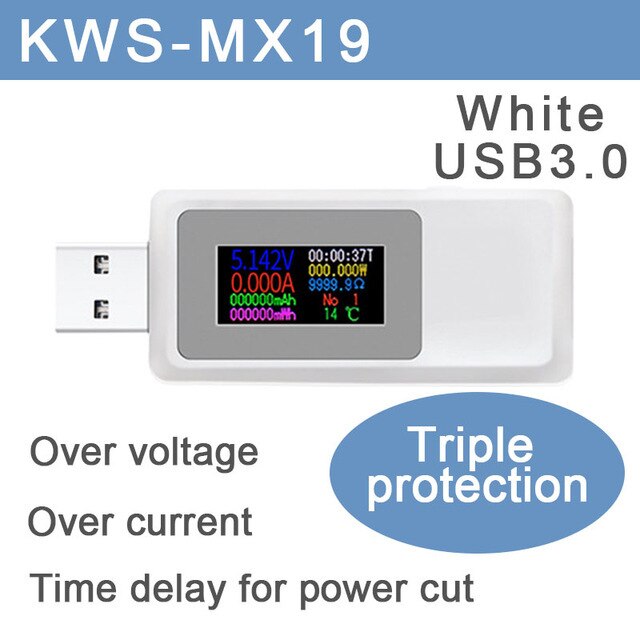 KWS-MX19
White
USB3.0
5.142V 00:00:37T
0.000A 000.000W
9999.9Ω
000000mAh No 1
000000mWh 14 ℃
Over voltage
Over current
Time delay for power cut
Triple
protection